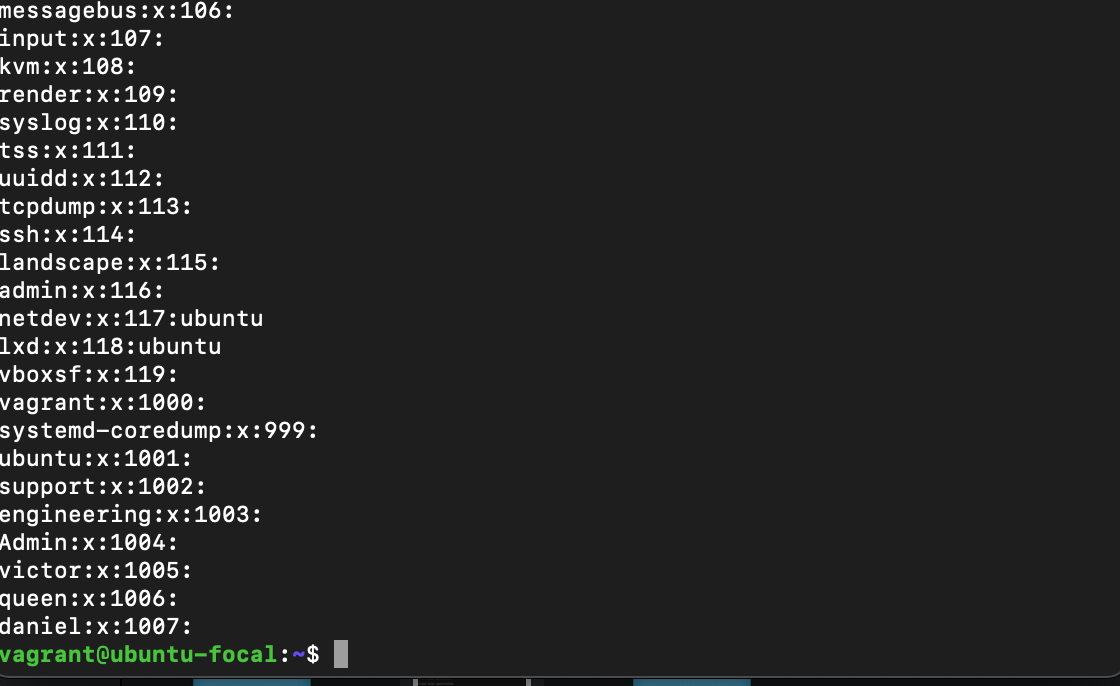 messagebus:x:106:
input:x:107:
kvm:x:108:
render:x:109:
syslog:x:110:
tss:x:111:
uuidd:x:112:
tcpdump:x:113:
ssh:x:114:
landscape:x:115:
admin:x:116:
netdev:x:117:ubuntu
lxd:x:118:ubuntu
vboxsf:x:119:
vagrant:x:1000:
systemd-coredump:x:999:
ubuntu:x:1001:
support:x:1002:
engineering:x:1003:
Admin:x:1004:
victor:x:1005:
queen:x:1006:
daniel:x:1007:
vagrant@ubuntu-focal:~$